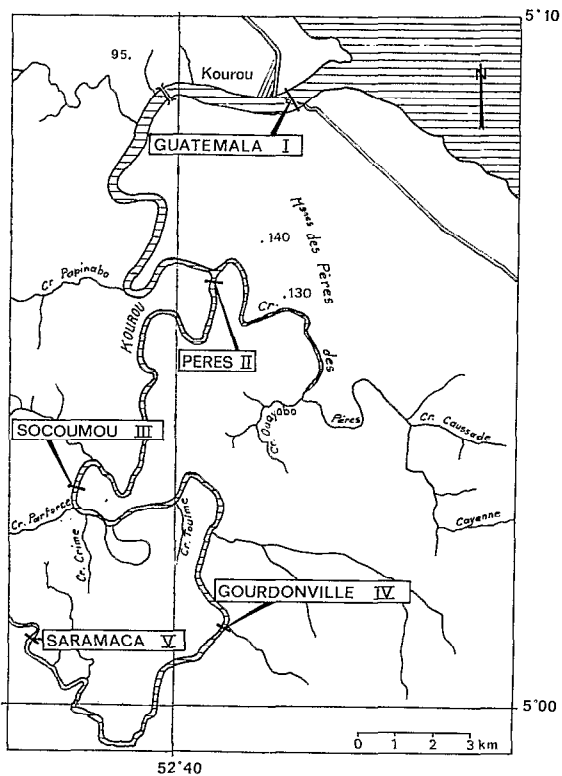 5°10
95.
Kourou
N
GUATEMALA I
Mgnes des Pères
.140
Cr. Papinabo
.130
Cr.
KOUROU
PERES II
des
Cr. Ouayabo
Pères
Cr. Caussade
SOCOUMOU III
Cr. Parforce
Cr. Crime
Cr. Toulme
Cayenne
GOURDONVILLE IV
SARAMACA V
5°00
0 1 2 3 km
52°40